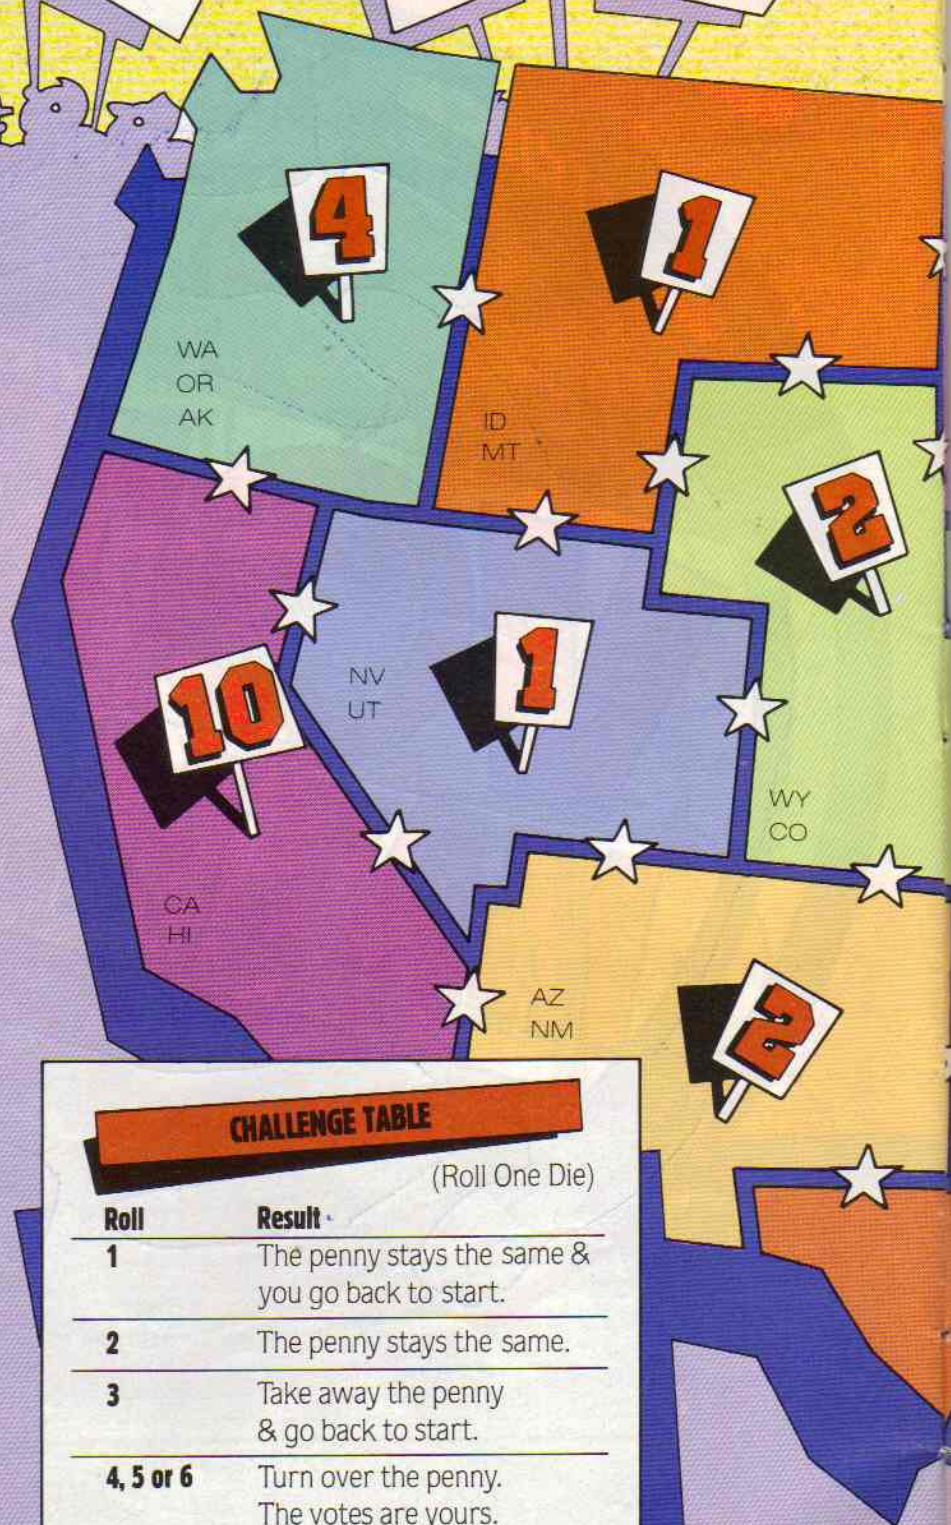 4
1
WA
OR
AK
ID
MT
2
10
NV
UT
1
WY
CO
CA
HI
AZ
NM
2
CHALLENGE TABLE
(Roll One Die)
Roll Result
1 The penny stays the same &
you go back to start.
2 The penny stays the same.
3 Take away the penny
& go back to start.
4, 5 or 6 Turn over the penny.
The votes are yours.